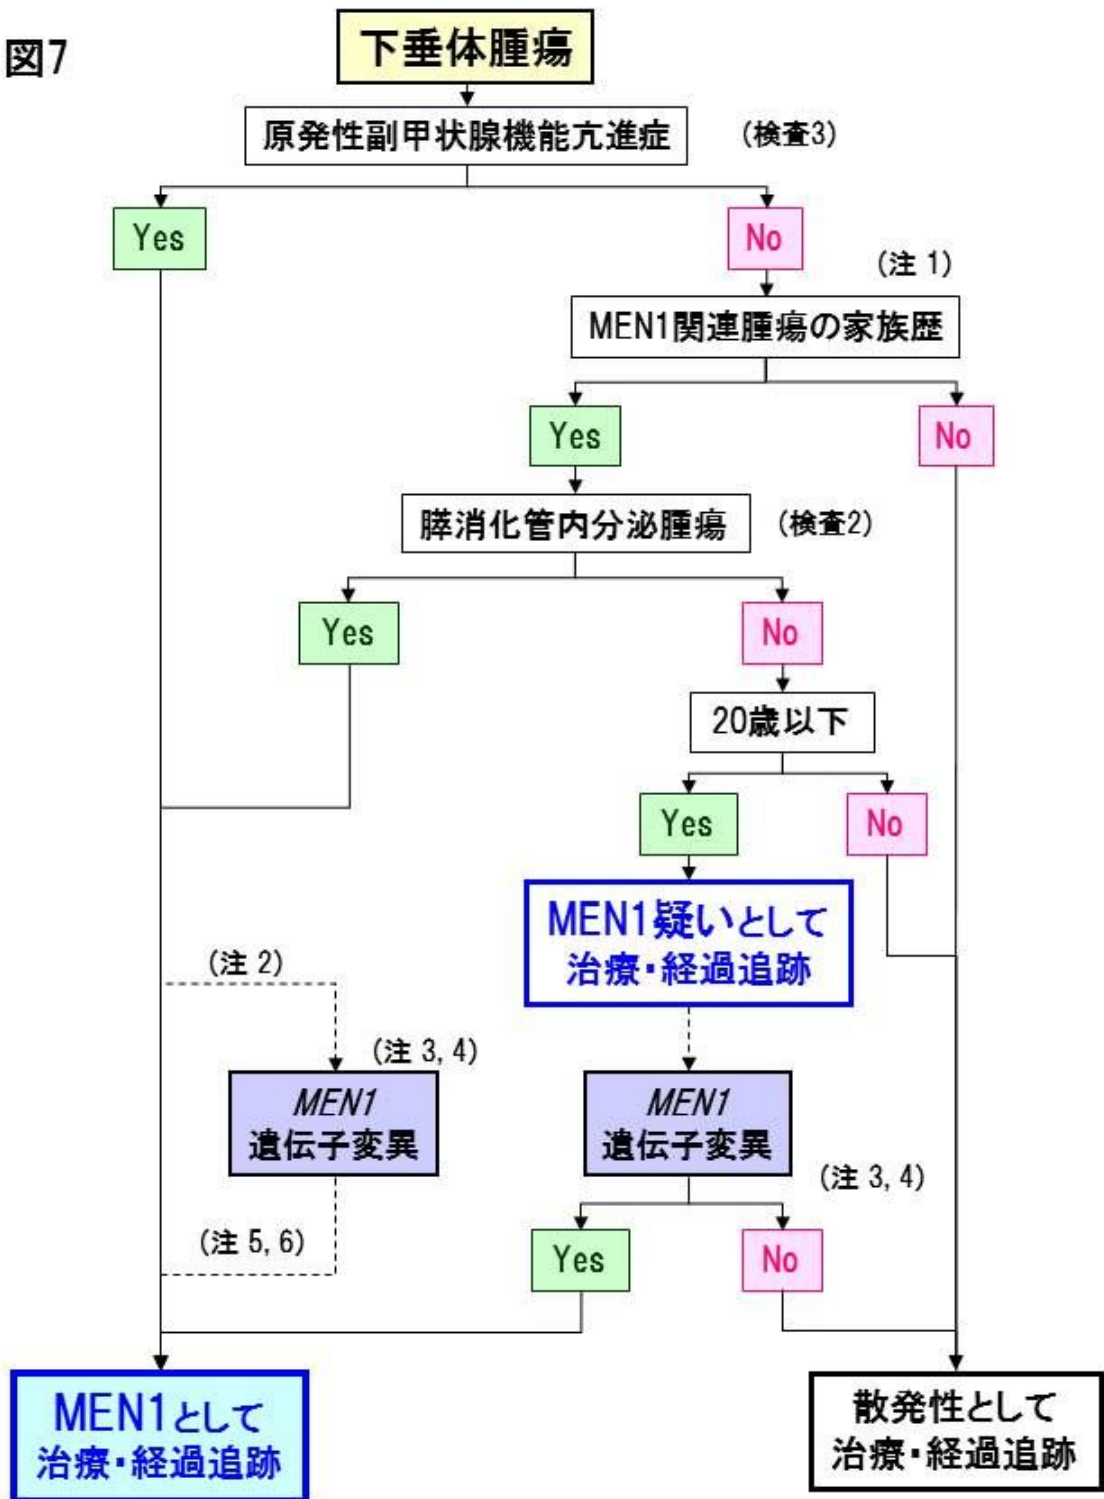 図7
下垂体腫瘍
原発性副甲状腺機能亢進症
(検査3)
Yes
No
(注 1)
MEN1関連腫瘍の家族歴
Yes
No
膵消化管内分泌腫瘍
(検査2)
Yes
No
20歳以下
Yes
No
MEN1疑いとして
治療・経過追跡
(注 2)
(注 3, 4)
MEN1
遺伝子変異
MEN1
遺伝子変異
(注 3, 4)
(注 5, 6)
Yes
No
MEN1として
治療・経過追跡
散発性として
治療・経過追跡